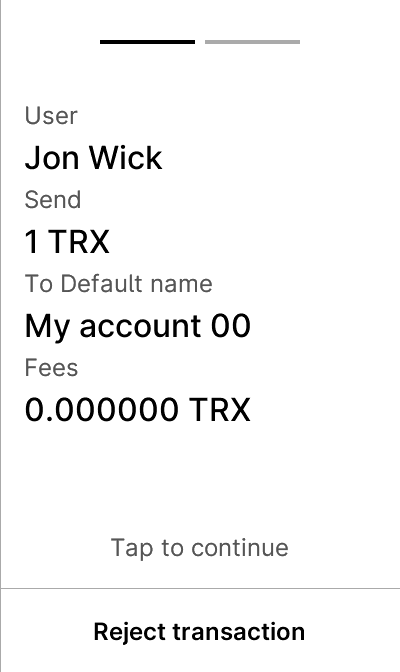 User
Jon Wick
Send
1 TRX
To Default name
My account 00
Fees
0.000000 TRX
Tap to continue
Reject transaction